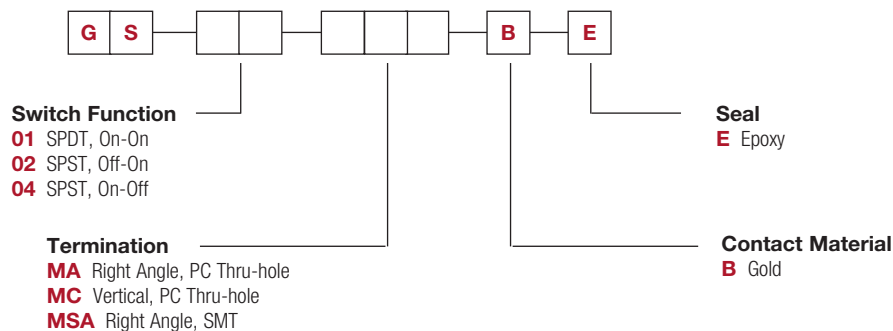 G S B E
Switch Function
01 SPDT, On-On
02 SPST, Off-On
04 SPST, On-Off
Seal
E Epoxy
Termination
MA Right Angle, PC Thru-hole
MC Vertical, PC Thru-hole
MSA Right Angle, SMT
Contact Material
B Gold